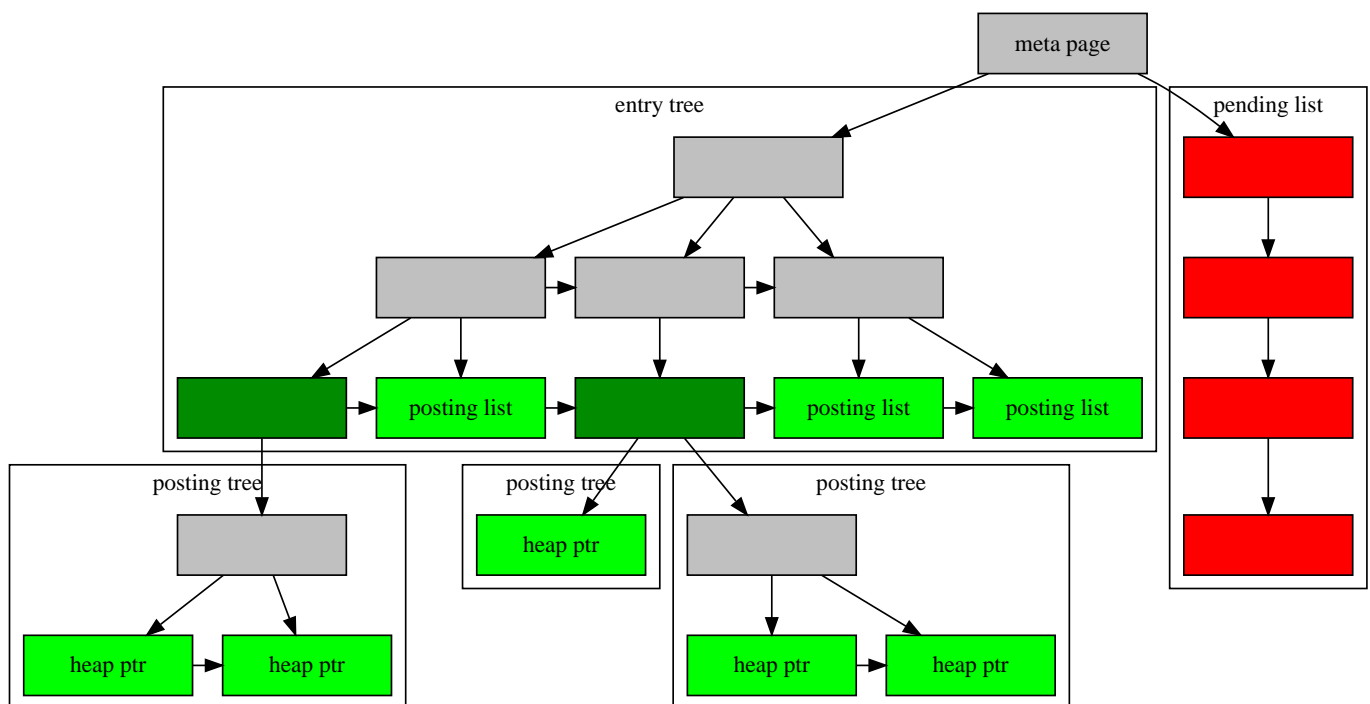 meta page
entry tree
pending list
posting list
posting list
posting list
posting tree
posting tree
posting tree
heap ptr
heap ptr
heap ptr
heap ptr
heap ptr